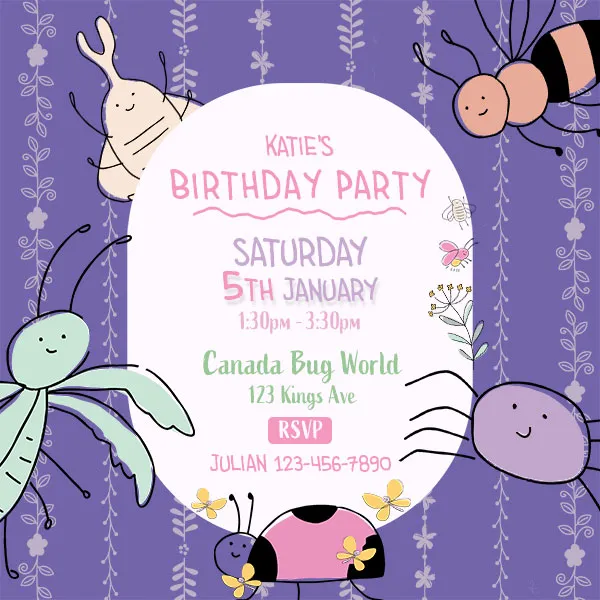 KATIE'S
BIRTHDAY PARTY
SATURDAY
5TH JANUARY
1:30pm - 3:30pm
Canada Bug World
123 Kings Ave
RSVP
JULIAN 123-456-7890